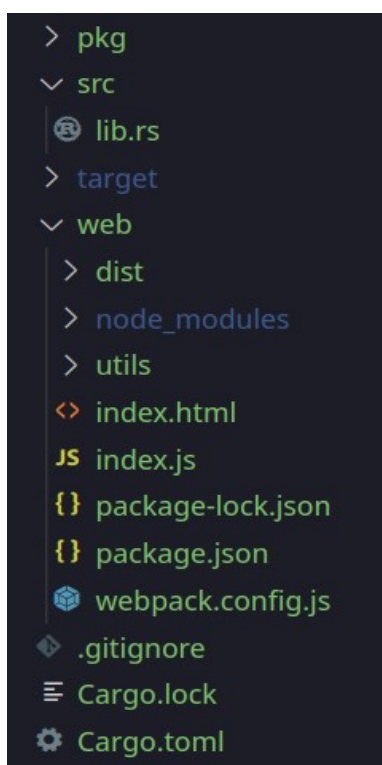 pkg
src
lib.rs
target
web
dist
node_modules
utils
index.html
JS index.js
{} package-lock.json
{} package.json
webpack.config.js
.gitignore
Cargo.lock
Cargo.toml